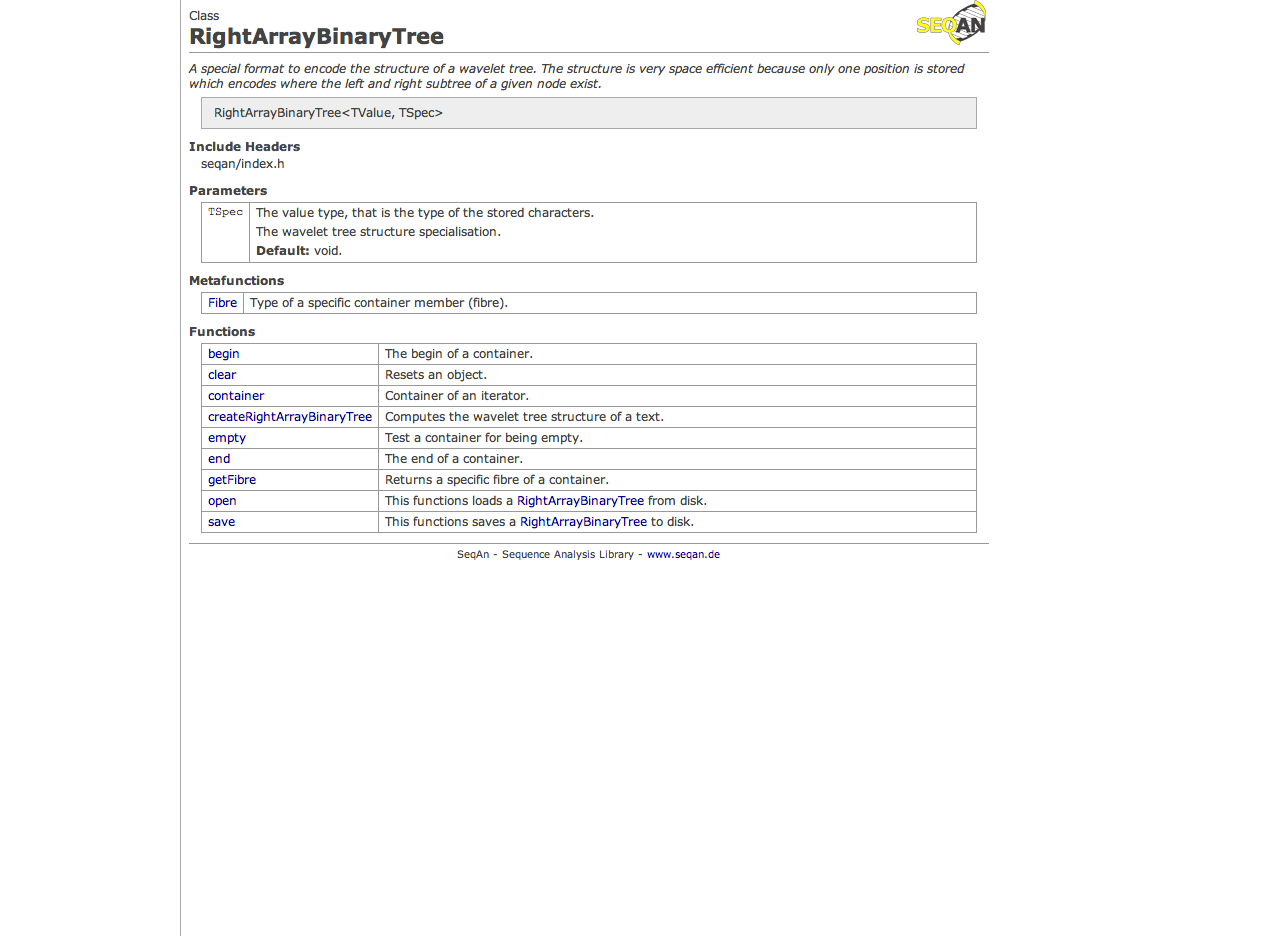 Class
SEQAN
RightArrayBinaryTree
A special format to encode the structure of a wavelet tree. The structure is very space efficient because only one position is stored
which encodes where the left and right subtree of a given node exist.
RightArrayBinaryTree<TValue, TSpec>
Include Headers
seqan/index.h
Parameters
TSpec The value type, that is the type of the stored characters.
The wavelet tree structure specialisation.
Default: void.
Metafunctions
Fibre Type of a specific container member (fibre).
Functions
begin The begin of a container.
clear Resets an object.
container Container of an iterator.
createRightArrayBinaryTree Computes the wavelet tree structure of a text.
empty Test a container for being empty.
end The end of a container.
getFibre Returns a specific fibre of a container.
open This functions loads a RightArrayBinaryTree from disk.
save This functions saves a RightArrayBinaryTree to disk.
SeqAn - Sequence Analysis Library - www.seqan.de